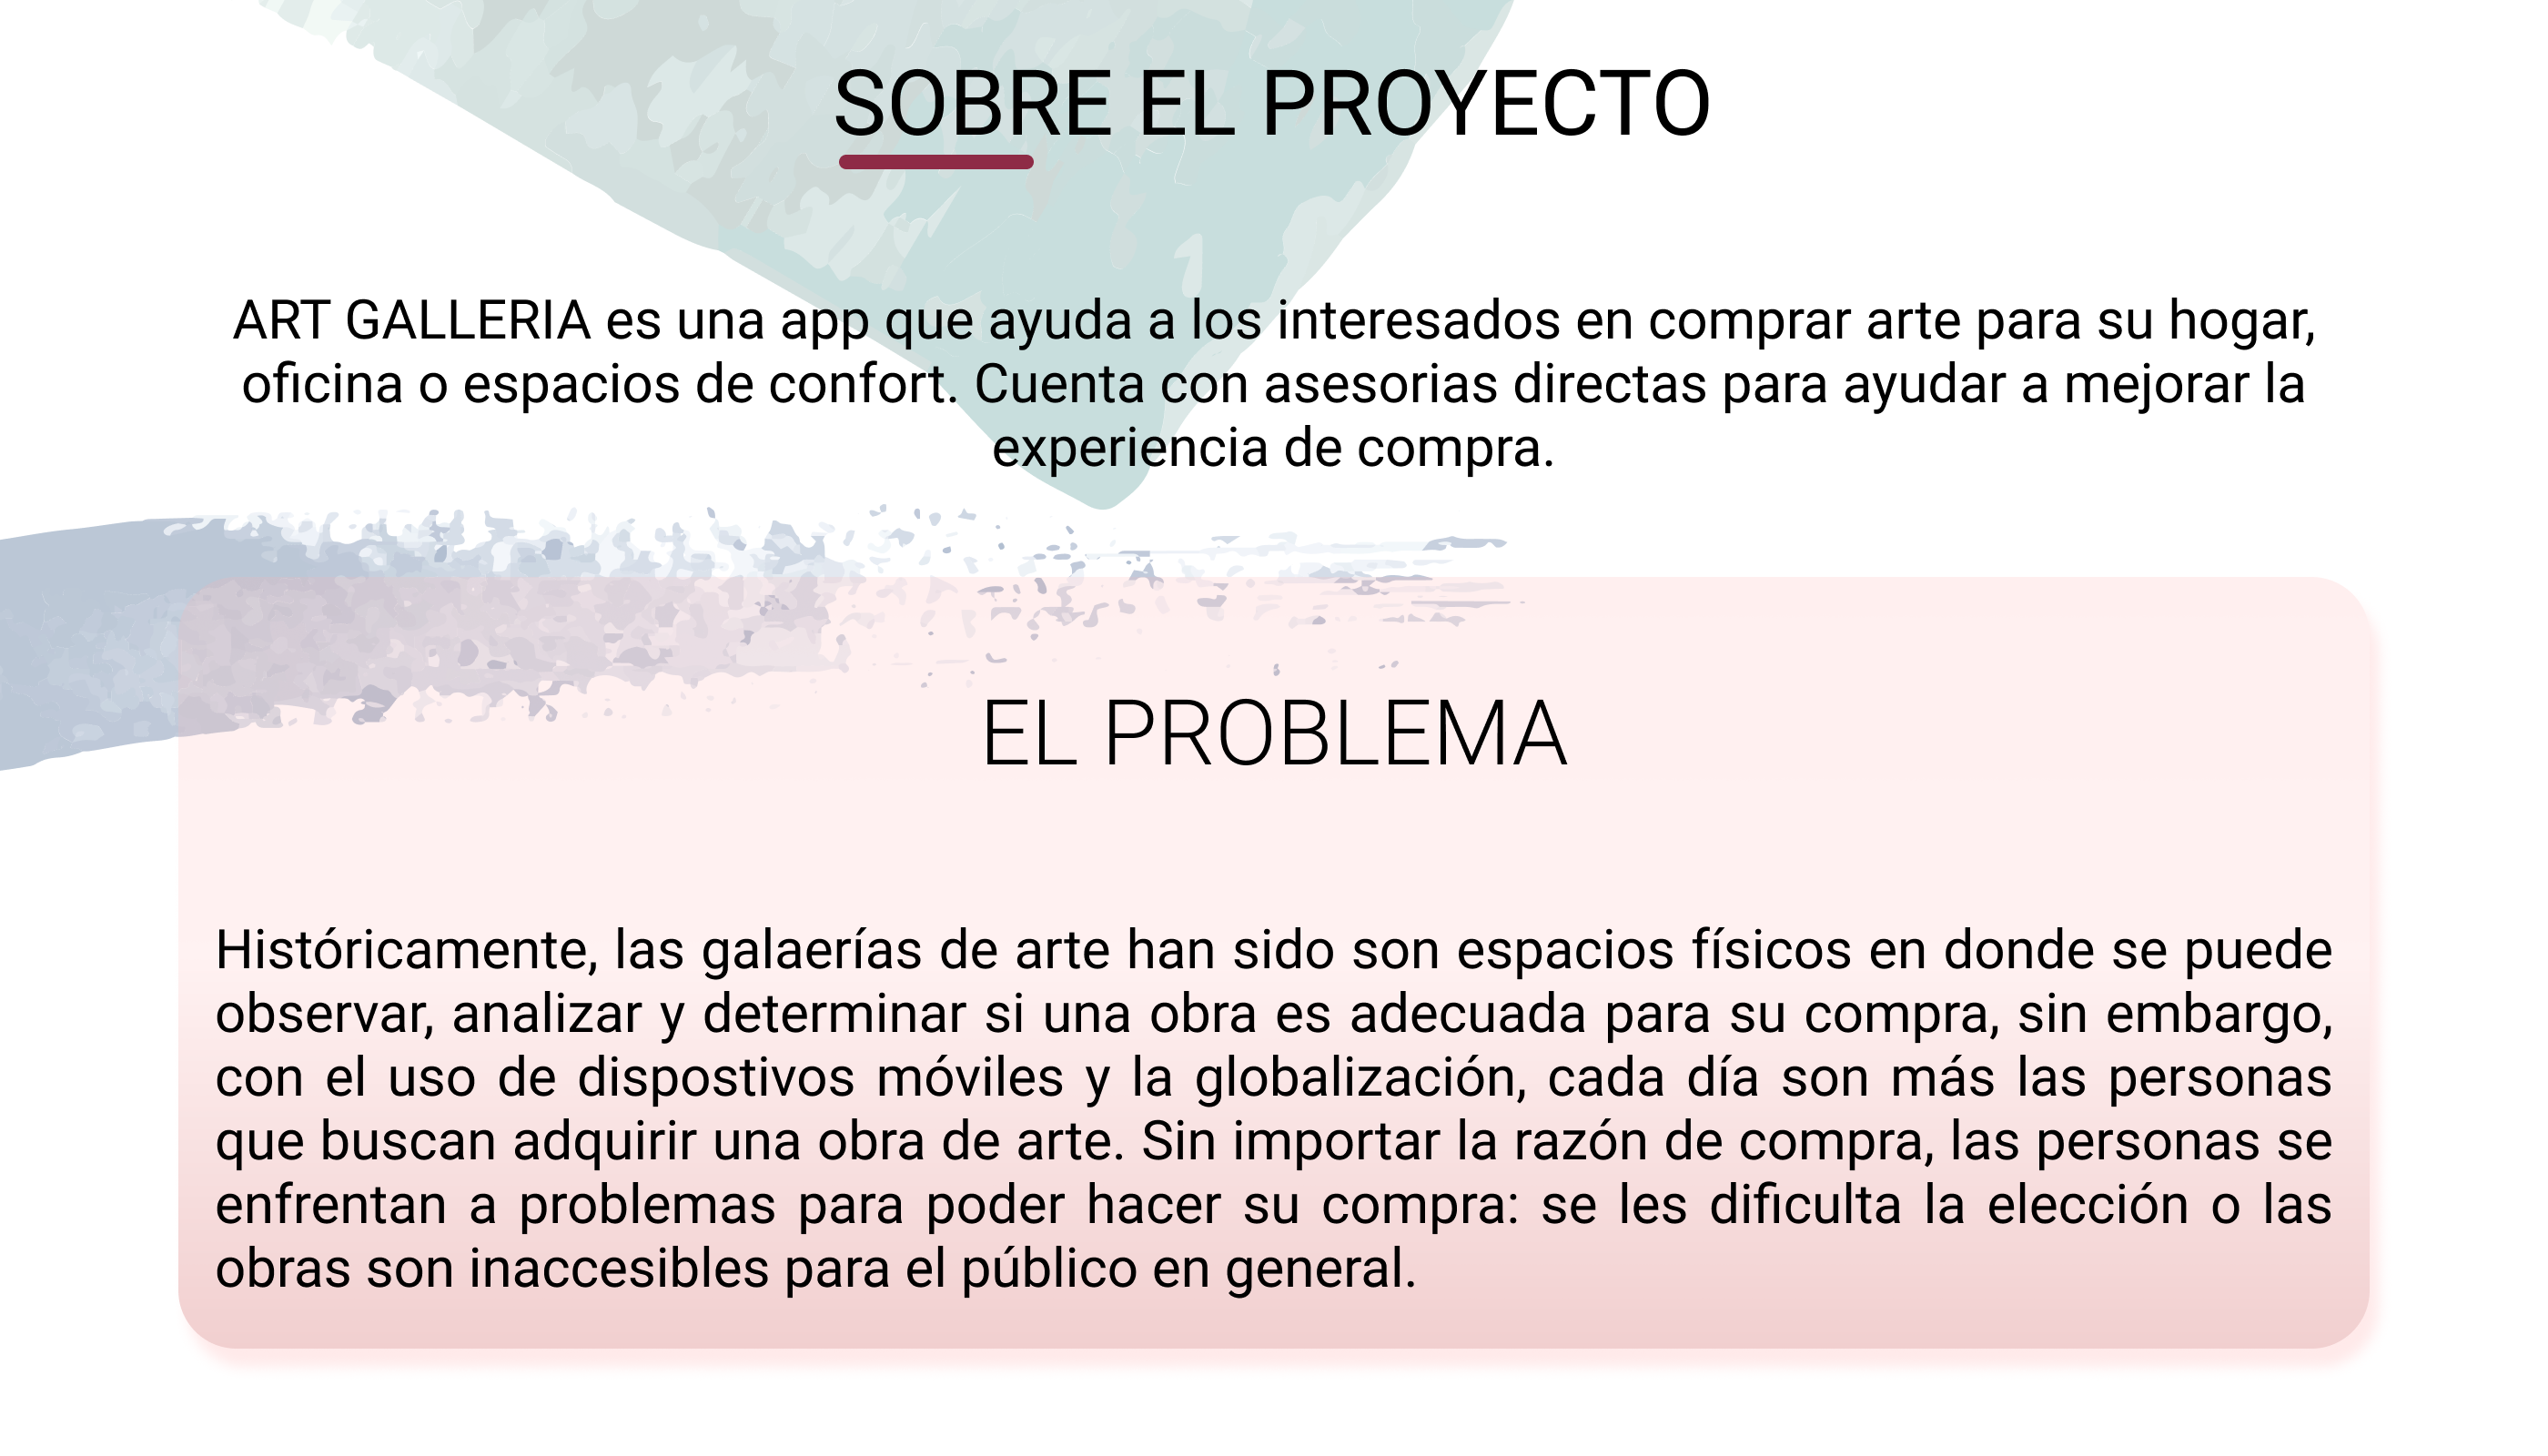 SOBRE EL PROYECTO
ART GALLERIA es una app que ayuda a los interesados en comprar arte para su hogar,
oficina o espacios de confort. Cuenta con asesorias directas para ayudar a mejorar la
experiencia de compra.
EL PROBLEMA
Históricamente, las galaerías de arte han sido son espacios físicos en donde se puede
observar, analizar y determinar si una obra es adecuada para su compra, sin embargo,
con el uso de dispostivos móviles y la globalización, cada día son más las personas
que buscan adquirir una obra de arte. Sin importar la razón de compra, las personas se
enfrentan a problemas para poder hacer su compra: se les dificulta la elección o las
obras son inaccesibles para el público en general.